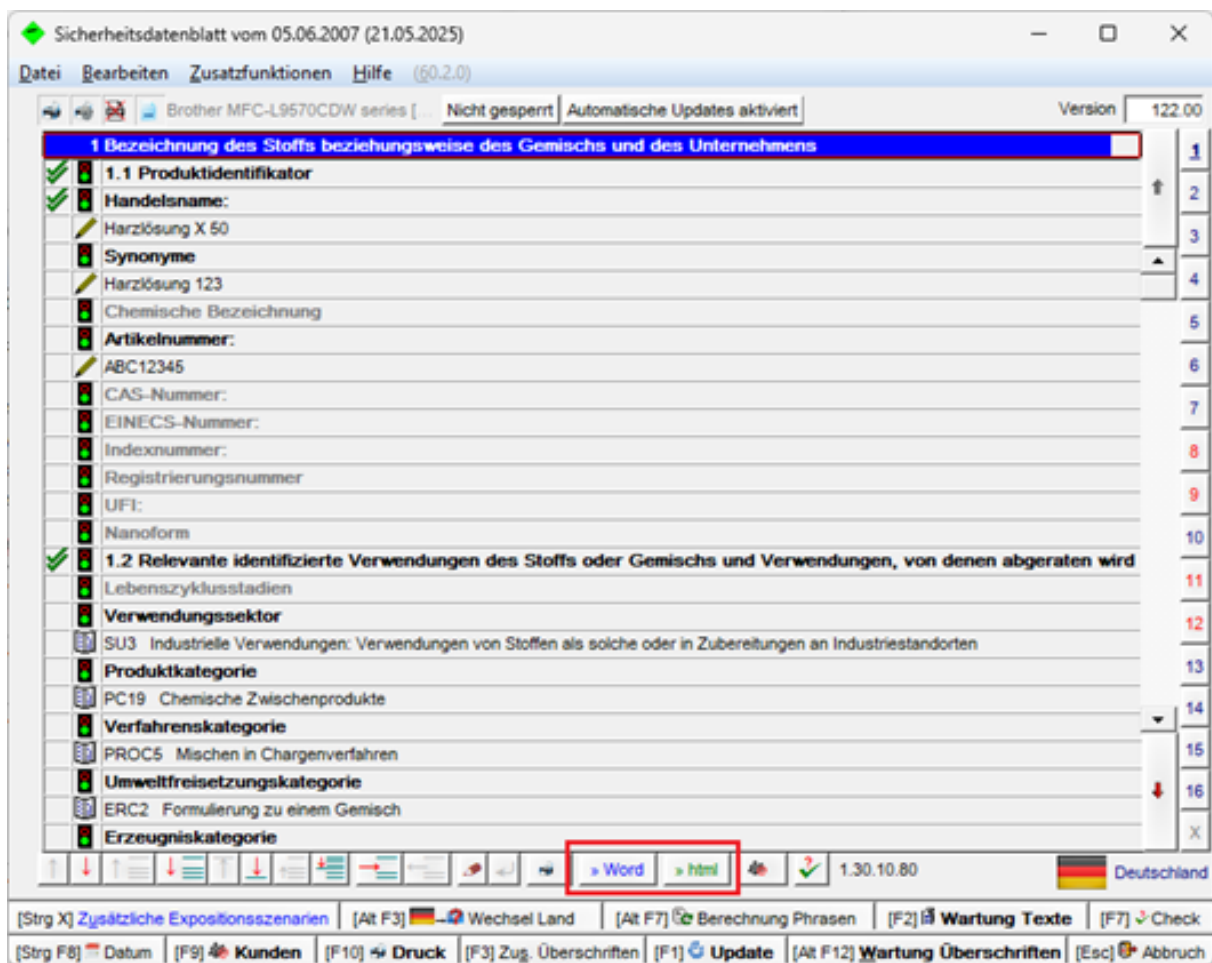 Sicherheitsdatenblatt vom 05.06.2007 (21.05.2025)
Datei Bearbeiten Zusatzfunktionen Hilfe (60.2.0)
Brother MFC-L9570CDW series [... Nicht gesperrt Automatische Updates aktiviert Version 122.00
1 Bezeichnung des Stoffs beziehungsweise des Gemischs und des Unternehmens 1
1.1 Produktidentifikator
Handelsname: 2
Harzlösung X 50 3
Synonyme
Harzlösung 123 4
Chemische Bezeichnung 5
Artikelnummer:
ABC12345 6
CAS-Nummer: 7
EINECS-Nummer:
Indexnummer: 8
Registrierungsnummer 9
UFI:
Nanoform 10
1.2 Relevante identifizierte Verwendungen des Stoffs oder Gemischs und Verwendungen, von denen abgeraten wird
Lebenszyklusstadien 11
Verwendungssektor 12
SU3 Industrielle Verwendungen: Verwendungen von Stoffen als solche oder in Zubereitungen an Industriestandorten
Produktkategorie 13
PC19 Chemische Zwischenprodukte 14
Verfahrenskategorie
PROC5 Mischen in Chargenverfahren 15
Umweltfreisetzungskategorie 16
ERC2 Formulierung zu einem Gemisch
Erzeugniskategorie X
» Word » html 1.30.10.80 Deutschland
[Strg X] Zusätzliche Expositionsszenarien [Alt F3] Wechsel Land [Alt F7] Berechnung Phrasen [F2] Wartung Texte [F7] Check
[Strg F8] Datum [F9] Kunden [F10] Druck [F3] Zug. Überschriften [F1] Update [Alt F12] Wartung Überschriften [Esc] Abbruch